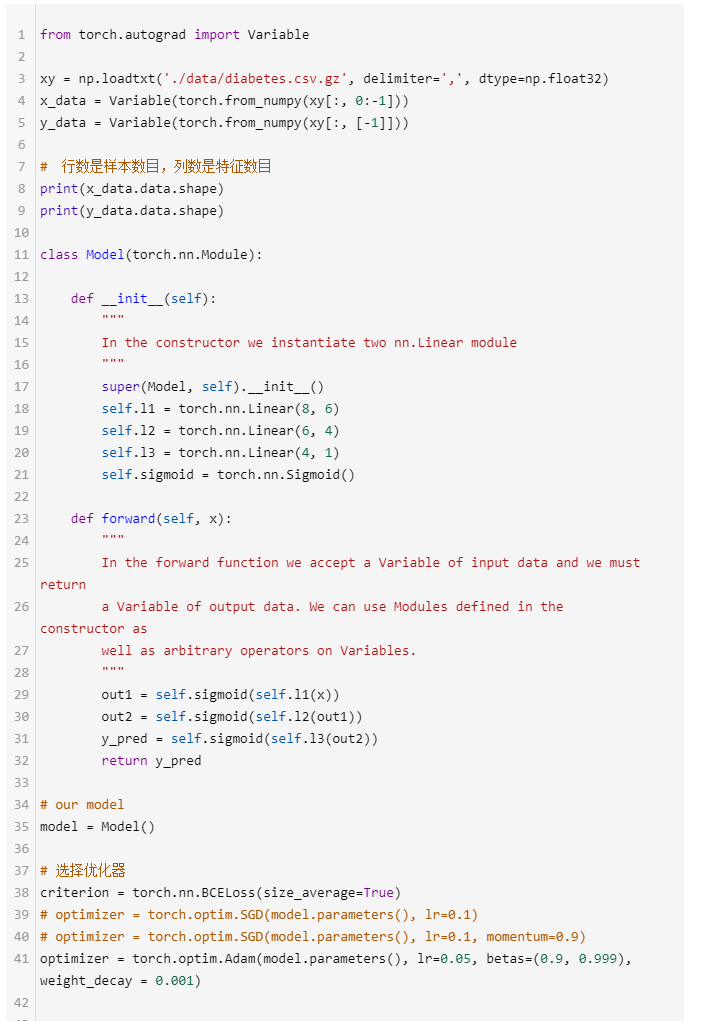 1 from torch.autograd import Variable
2
3 xy = np.loadtxt('./data/diabetes.csv.gz', delimiter=',', dtype=np.float32)
4 x_data = Variable(torch.from_numpy(xy[:, 0:-1]))
5 y_data = Variable(torch.from_numpy(xy[:, [-1]]))
6
7 #  行数是样本数目，列数是特征数目
8 print(x_data.data.shape)
9 print(y_data.data.shape)
10
11 class Model(torch.nn.Module):
12
13     def __init__(self):
14         """
15         In the constructor we instantiate two nn.Linear module
16         """
17         super(Model, self).__init__()
18         self.l1 = torch.nn.Linear(8, 6)
19         self.l2 = torch.nn.Linear(6, 4)
20         self.l3 = torch.nn.Linear(4, 1)
21         self.sigmoid = torch.nn.Sigmoid()
22
23     def forward(self, x):
24         """
25         In the forward function we accept a Variable of input data and we must
return
26         a Variable of output data. We can use Modules defined in the
constructor as
27         well as arbitrary operators on Variables.
28         """
29         out1 = self.sigmoid(self.l1(x))
30         out2 = self.sigmoid(self.l2(out1))
31         y_pred = self.sigmoid(self.l3(out2))
32         return y_pred
33
34 # our model
35 model = Model()
36
37 # 选择优化器
38 criterion = torch.nn.BCELoss(size_average=True)
39 # optimizer = torch.optim.SGD(model.parameters(), lr=0.1)
40 # optimizer = torch.optim.SGD(model.parameters(), lr=0.1, momentum=0.9)
41 optimizer = torch.optim.Adam(model.parameters(), lr=0.05, betas=(0.9, 0.999),
weight_decay = 0.001)
42